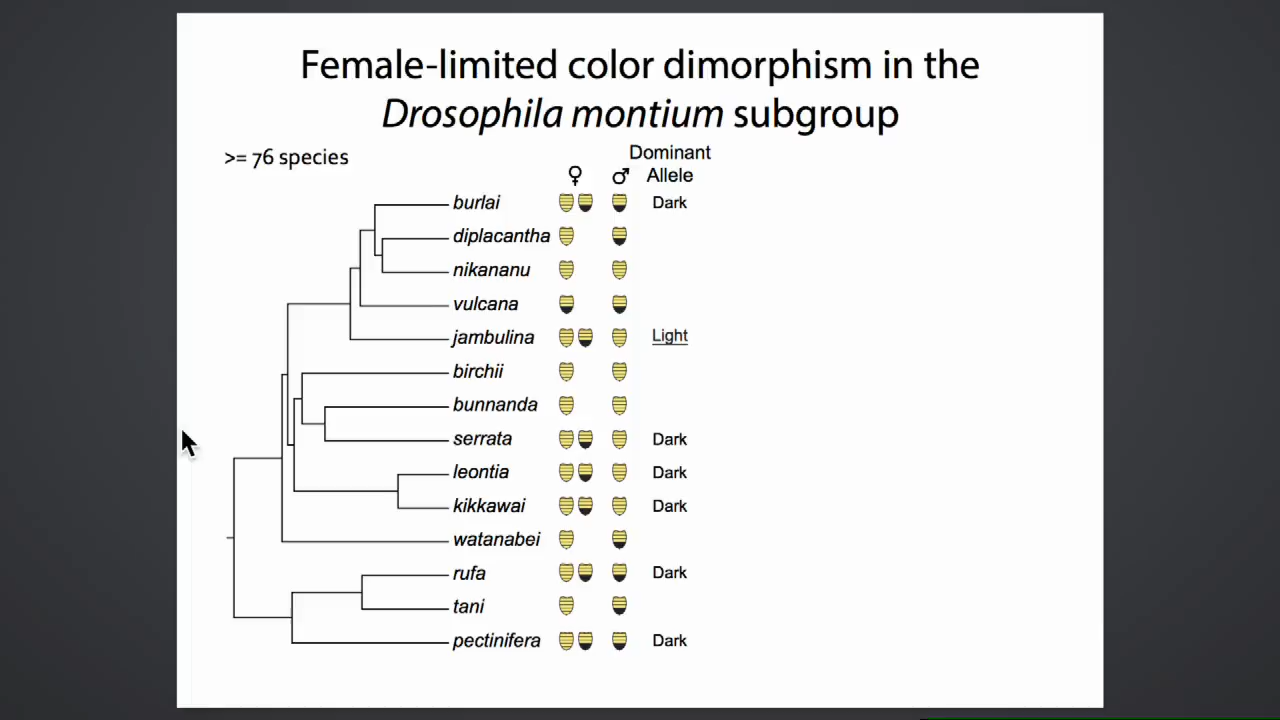 Female-limited color dimorphism in the
Drosophila montium subgroup
>= 76 species
Dominant
♀ ♂ Allele
burlai Dark
diplacantha
nikananu
vulcana
jambulina Light
birchii
bunnanda
serrata Dark
leontia Dark
kikkawai Dark
watanabei
rufa Dark
tani
pectinifera Dark